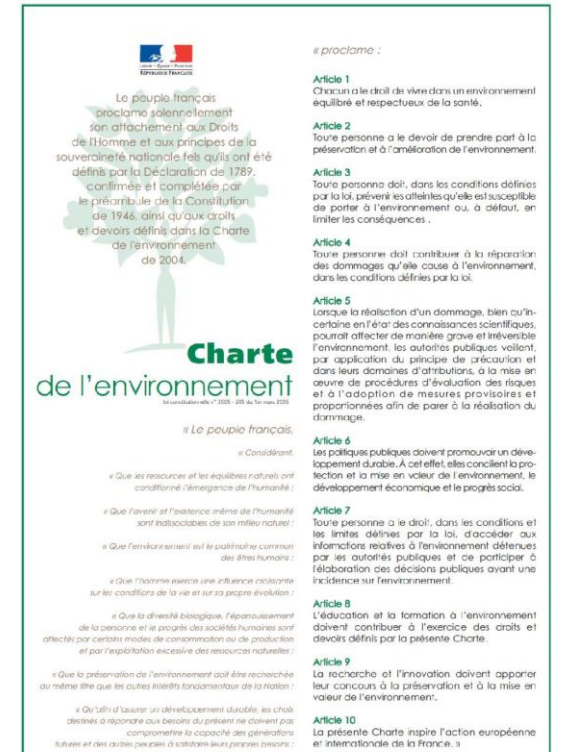 Liberté • Égalité • Fraternité
RÉPUBLIQUE FRANÇAISE
Le peuple français
proclame solennellement
son attachement aux Droits
de l'Homme et aux principes de la
souveraineté nationale tels qu'ils ont été
définis par la Déclaration de 1789,
confirmée et complétée par
le préambule de la Constitution
de 1946, ainsi qu'aux droits
et devoirs définis dans la Charte
de l'environnement
de 2004.
Charte
de l'environnement
Loi constitutionnelle n° 2005 - 205 du 1er mars 2005
« Le peuple français,
« Considérant,
« Que les ressources et les équilibres naturels ont
conditionné l'émergence de l'humanité ;
« Que l'avenir et l'existence même de l'humanité
sont indissociables de son milieu naturel ;
« Que l'environnement est le patrimoine commun
des êtres humains ;
« Que l'homme exerce une influence croissante
sur les conditions de la vie et sur sa propre évolution ;
« Que la diversité biologique, l'épanouissement
de la personne et le progrès des sociétés humaines sont
affectés par certains modes de consommation ou de production
et par l'exploitation excessive des ressources naturelles ;
« Que la préservation de l'environnement doit être recherchée
au même titre que les autres intérêts fondamentaux de la Nation ;
« Qu'afin d'assurer un développement durable, les choix
destinés à répondre aux besoins du présent ne doivent pas
compromettre la capacité des générations
futures et des autres peuples à satisfaire leurs propres besoins ;
« proclame :
Article 1
Chacun a le droit de vivre dans un environnement
équilibré et respectueux de la santé.
Article 2
Toute personne a le devoir de prendre part à la
préservation et à l'amélioration de l'environnement.
Article 3
Toute personne doit, dans les conditions définies
par la loi, prévenir les atteintes qu'elle est susceptible
de porter à l'environnement ou, à défaut, en
limiter les conséquences .
Article 4
Toute personne doit contribuer à la réparation
des dommages qu'elle cause à l'environnement,
dans les conditions définies par la loi.
Article 5
Lorsque la réalisation d'un dommage, bien qu'in-
certaine en l'état des connaissances scientifiques,
pourrait affecter de manière grave et irréversible
l'environnement, les autorités publiques veillent,
par application du principe de précaution et
dans leurs domaines d'attributions, à la mise en
œuvre de procédures d'évaluation des risques
et à l'adoption de mesures provisoires et
proportionnées afin de parer à la réalisation du
dommage.
Article 6
Les politiques publiques doivent promouvoir un déve-
loppement durable. À cet effet, elles concilient la pro-
tection et la mise en valeur de l'environnement, le
développement économique et le progrès social.
Article 7
Toute personne a le droit, dans les conditions et
les limites définies par la loi, d'accéder aux
informations relatives à l'environnement détenues
par les autorités publiques et de participer à
l'élaboration des décisions publiques ayant une
incidence sur l'environnement.
Article 8
L'éducation et la formation à l'environnement
doivent contribuer à l'exercice des droits et
devoirs définis par la présente Charte.
Article 9
La recherche et l'innovation doivent apporter
leur concours à la préservation et à la mise en
valeur de l'environnement.
Article 10
La présente Charte inspire l'action européenne
et internationale de la France. »